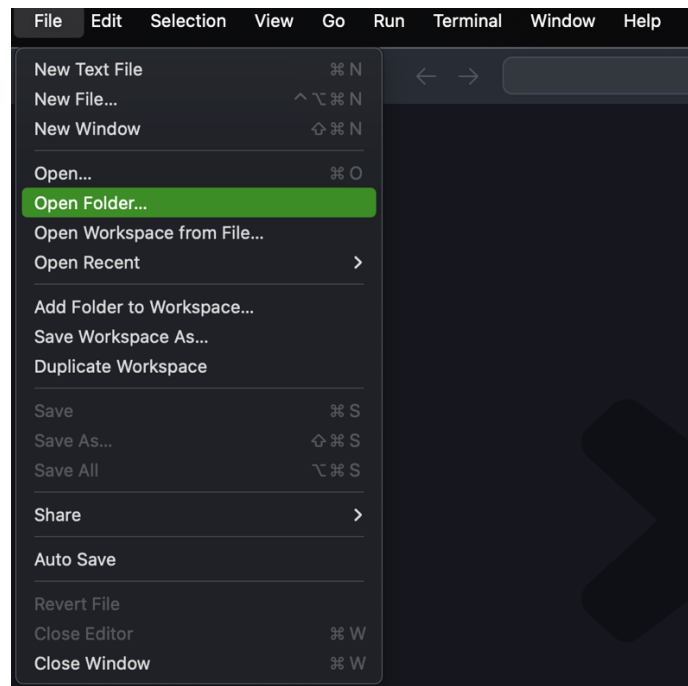 File Edit Selection View Go Run Terminal Window Help
New Text File ⌘ N
New File... ^ ⌥ ⌘ N
New Window ⇧ ⌘ N
Open... ⌘ O
Open Folder...
Open Workspace from File...
Open Recent
Add Folder to Workspace...
Save Workspace As...
Duplicate Workspace
Save ⌘ S
Save As... ⇧ ⌘ S
Save All ⌥ ⌘ S
Share
Auto Save
Revert File
Close Editor ⌘ W
Close Window ⌘ W